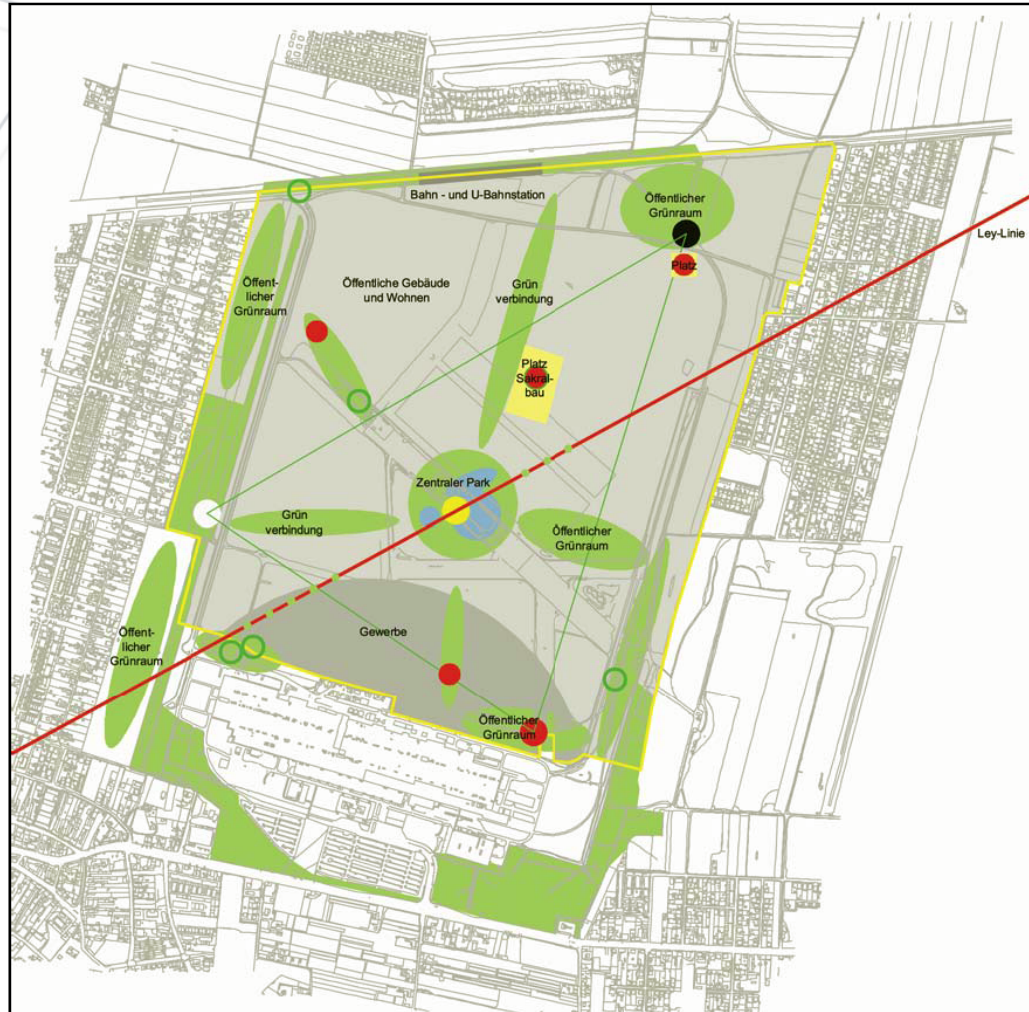 Bahn - und U-Bahnstation
Öffentlicher
Grünraum
Ley-Linie
Platz
Öffent-
licher
Grünraum
Öffentliche Gebäude
und Wohnen
Grün
verbindung
Platz
Sakral-
bau
Zentraler Park
Grün
verbindung
Öffentlicher
Grünraum
Gewerbe
Öffent-
licher
Grünraum
Öffentlicher
Grünraum